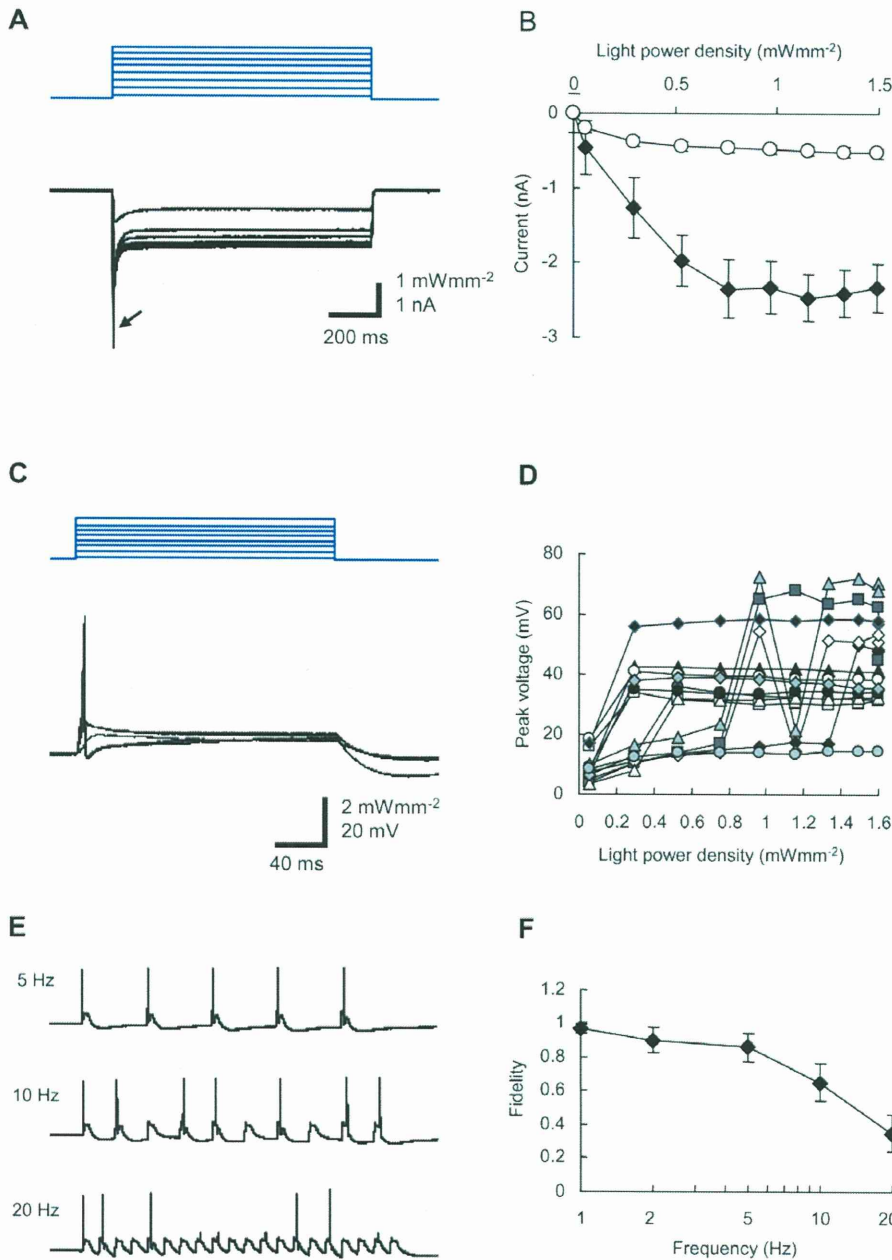 A
1 mWmm-2
1 nA
200 ms
B
Light power density (mWmm-2)
0 0.5 1 1.5
0
-1
-2
-3
Current (nA)
C
2 mWmm-2
20 mV
40 ms
D
80
60
40
20
0
Peak voltage (mV)
0 0.2 0.4 0.6 0.8 1 1.2 1.4 1.6
Light power density (mWmm-2)
E
5 Hz
10 Hz
20 Hz
F
1.2
1
0.8
0.6
0.4
0.2
0
Fidelity
1 2 5 10 20
Frequency (Hz)